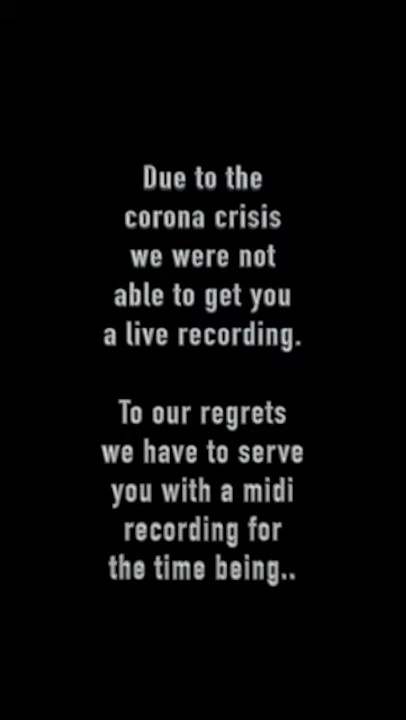 Due to the
corona crisis
we were not
able to get you
a live recording.
To our regrets
we have to serve
you with a midi
recording for
the time being..